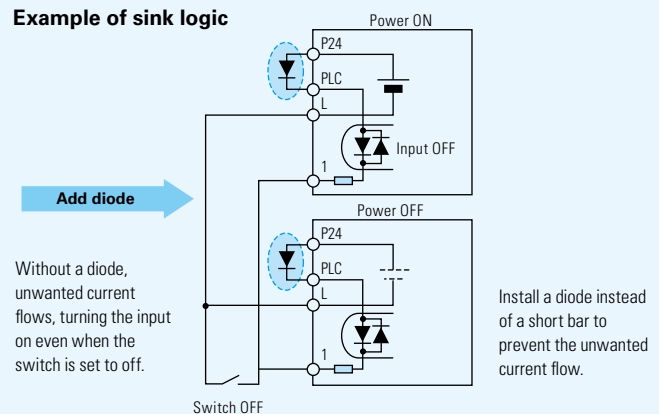 Example of sink logic
Power ON
P24
PLC
L
Input OFF
1
Add diode
Power OFF
P24
PLC
L
1
Without a diode,
unwanted current
flows, turning the input
on even when the
switch is set to off.
Install a diode instead
of a short bar to
prevent the unwanted
current flow.
Switch OFF